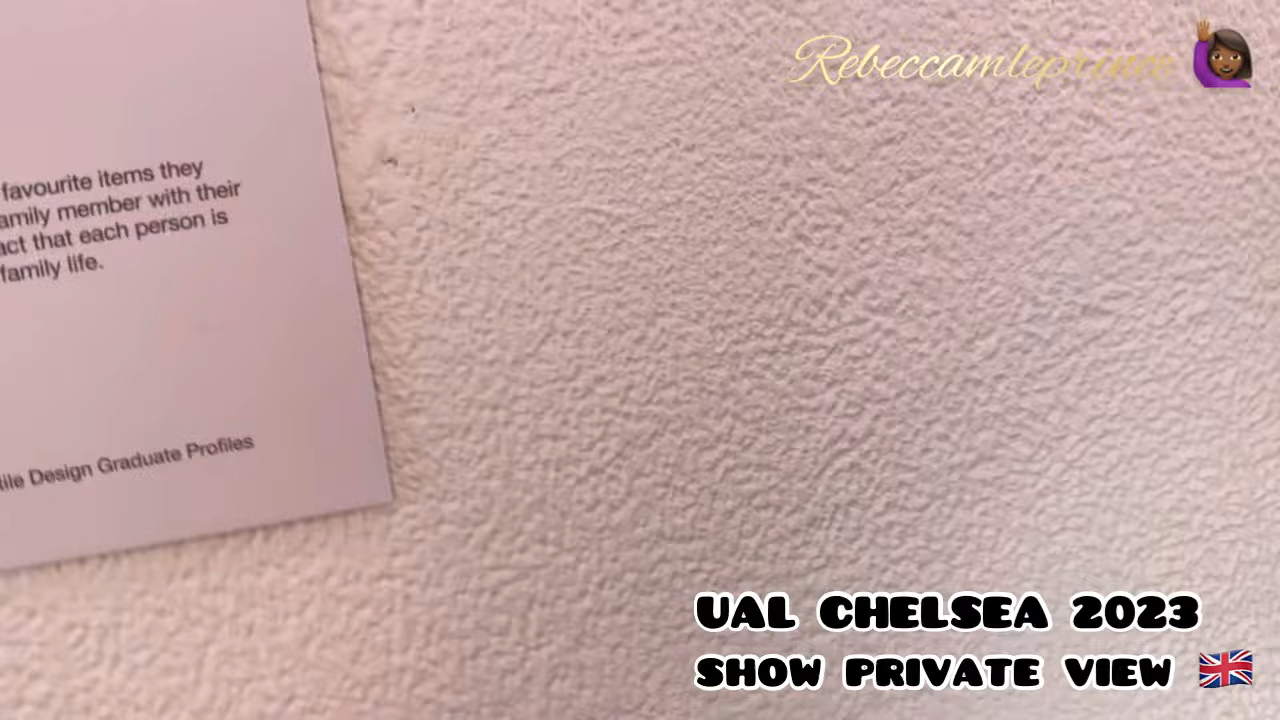 Rebeccamleprince
favourite items they
amily member with their
act that each person is
family life.
tile Design Graduate Profiles
UAL CHELSEA 2023
SHOW PRIVATE VIEW